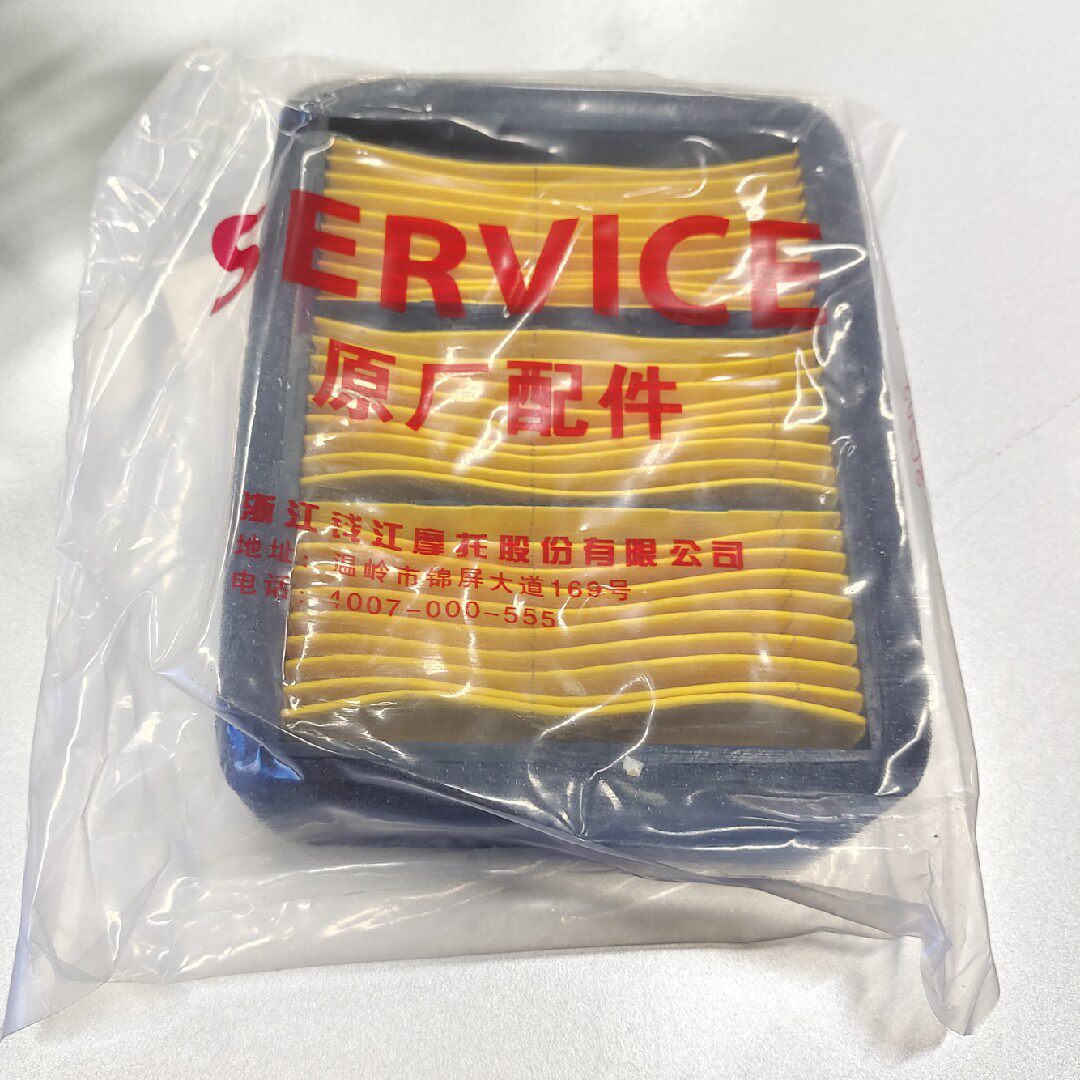 SERVICE
原厂配件
浙江钱江摩托股份有限公司
地址：温岭市锦屏大道169号
电话：4007-000-555